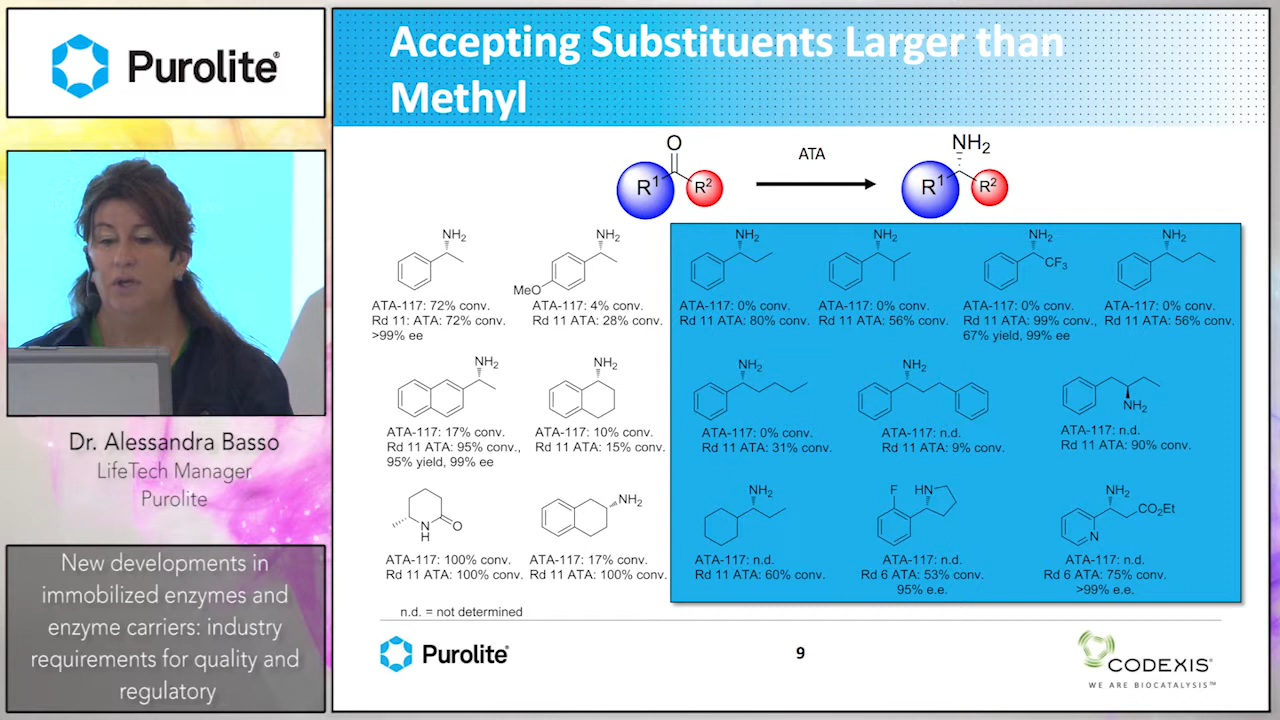 Purolite®
Dr. Alessandra Basso
LifeTech Manager
Purolite
New developments in
immobilized enzymes and
enzyme carriers: industry
requirements for quality and
regulatory
Accepting Substituents Larger than
Methyl
O
R¹ R²
ATA
NH₂
R¹ R²
NH₂
ATA-117: 72% conv.
Rd 11: ATA: 72% conv.
>99% ee
NH₂
MeO
ATA-117: 4% conv.
Rd 11 ATA: 28% conv.
NH₂
ATA-117: 0% conv.
Rd 11 ATA: 80% conv.
NH₂
ATA-117: 0% conv.
Rd 11 ATA: 56% conv.
NH₂
CF₃
ATA-117: 0% conv.
Rd 11 ATA: 99% conv.,
67% yield, 99% ee
NH₂
ATA-117: 0% conv.
Rd 11 ATA: 56% conv.
NH₂
ATA-117: 17% conv.
Rd 11 ATA: 95% conv.,
95% yield, 99% ee
NH₂
ATA-117: 10% conv.
Rd 11 ATA: 15% conv.
NH₂
ATA-117: 0% conv.
Rd 11 ATA: 31% conv.
NH₂
ATA-117: n.d.
Rd 11 ATA: 9% conv.
NH₂
ATA-117: n.d.
Rd 11 ATA: 90% conv.
N
H
O
ATA-117: 100% conv.
Rd 11 ATA: 100% conv.
NH₂
ATA-117: 17% conv.
Rd 11 ATA: 100% conv.
NH₂
ATA-117: n.d.
Rd 11 ATA: 60% conv.
F HN
ATA-117: n.d.
Rd 6 ATA: 53% conv.
95% e.e.
NH₂
CO₂Et
N
ATA-117: n.d.
Rd 6 ATA: 75% conv.
>99% e.e.
n.d. = not determined
Purolite®
9
CODEXIS®
WE ARE BIOCATALYSIS™